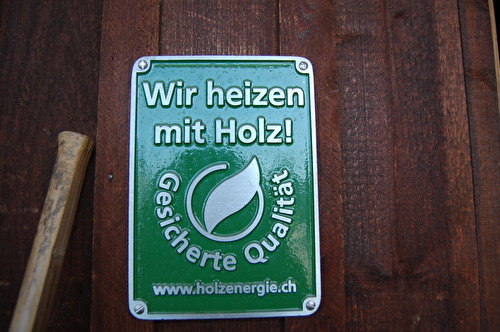 Wir heizen
mit Holz!
Gesicherte Qualität
www.holzenergie.ch